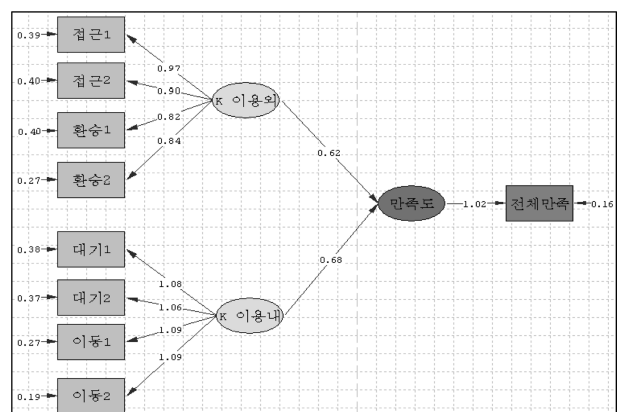 0.39 접근1
0.97
0.40 접근2
0.90
K 이용외
0.82
0.40 환승1
0.84
0.62
0.27 환승2
만족도 1.02 전체만족 0.16
0.38 대기1
0.68
1.08
0.37 대기2
1.06
K 이용내
1.09
0.27 이동1
1.09
0.19 이동2